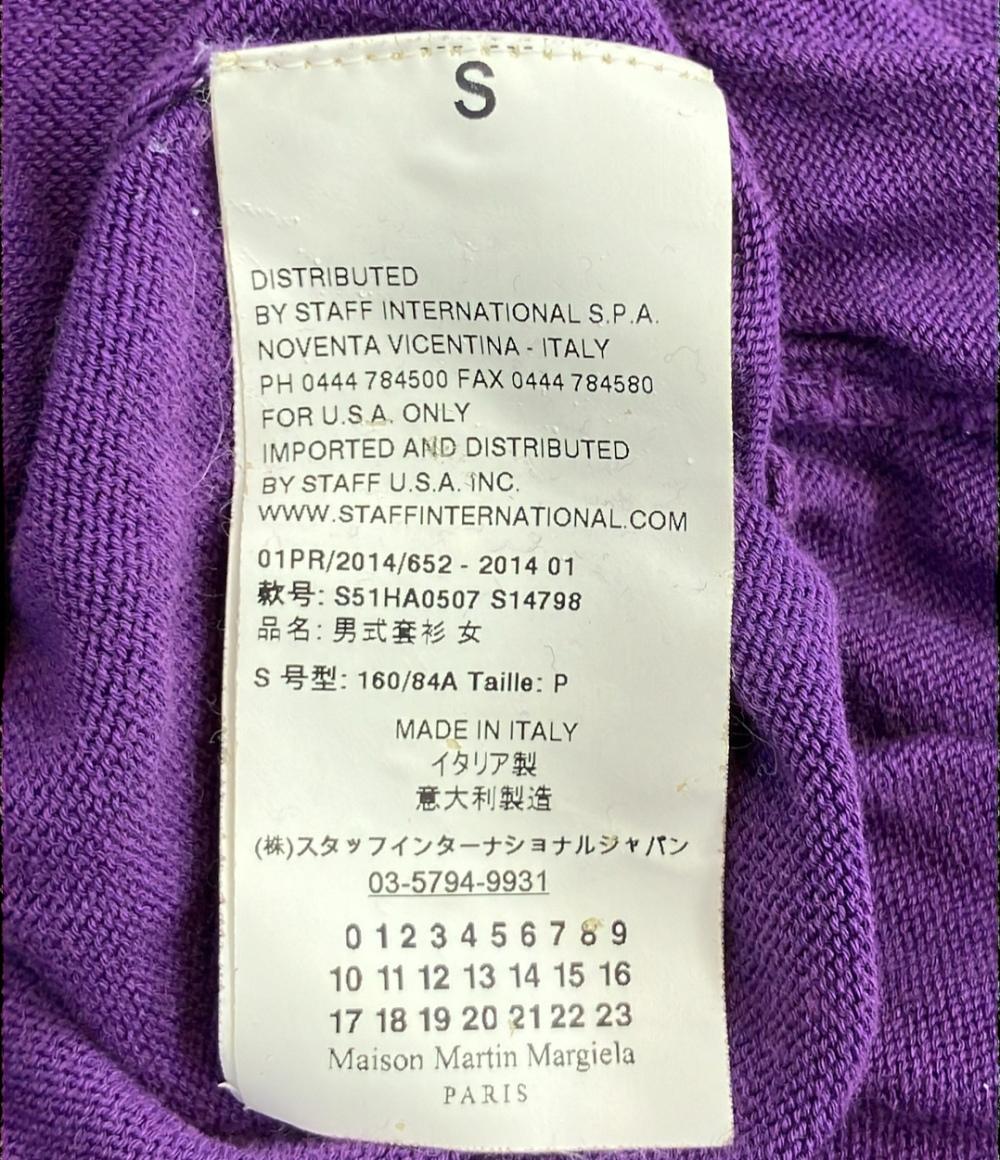 S
DISTRIBUTED
BY STAFF INTERNATIONAL S.P.A.
NOVENTA VICENTINA - ITALY
PH 0444 784500 FAX 0444 784580
FOR U.S.A. ONLY
IMPORTED AND DISTRIBUTED
BY STAFF U.S.A. INC.
WWW.STAFFINTERNATIONAL.COM
01PR/2014/652 - 2014 01
款号: S51HA0507 S14798
品名: 男式套衫 女
S 号型: 160/84A Taille: P
MADE IN ITALY
イタリア製
意大利製造
(株)スタッフインターナショナルジャパン
03-5794-9931
0 1 2 3 4 5 6 7 8 9
10 11 12 13 14 15 16
17 18 19 20 21 22 23
Maison Martin Margiela
PARIS